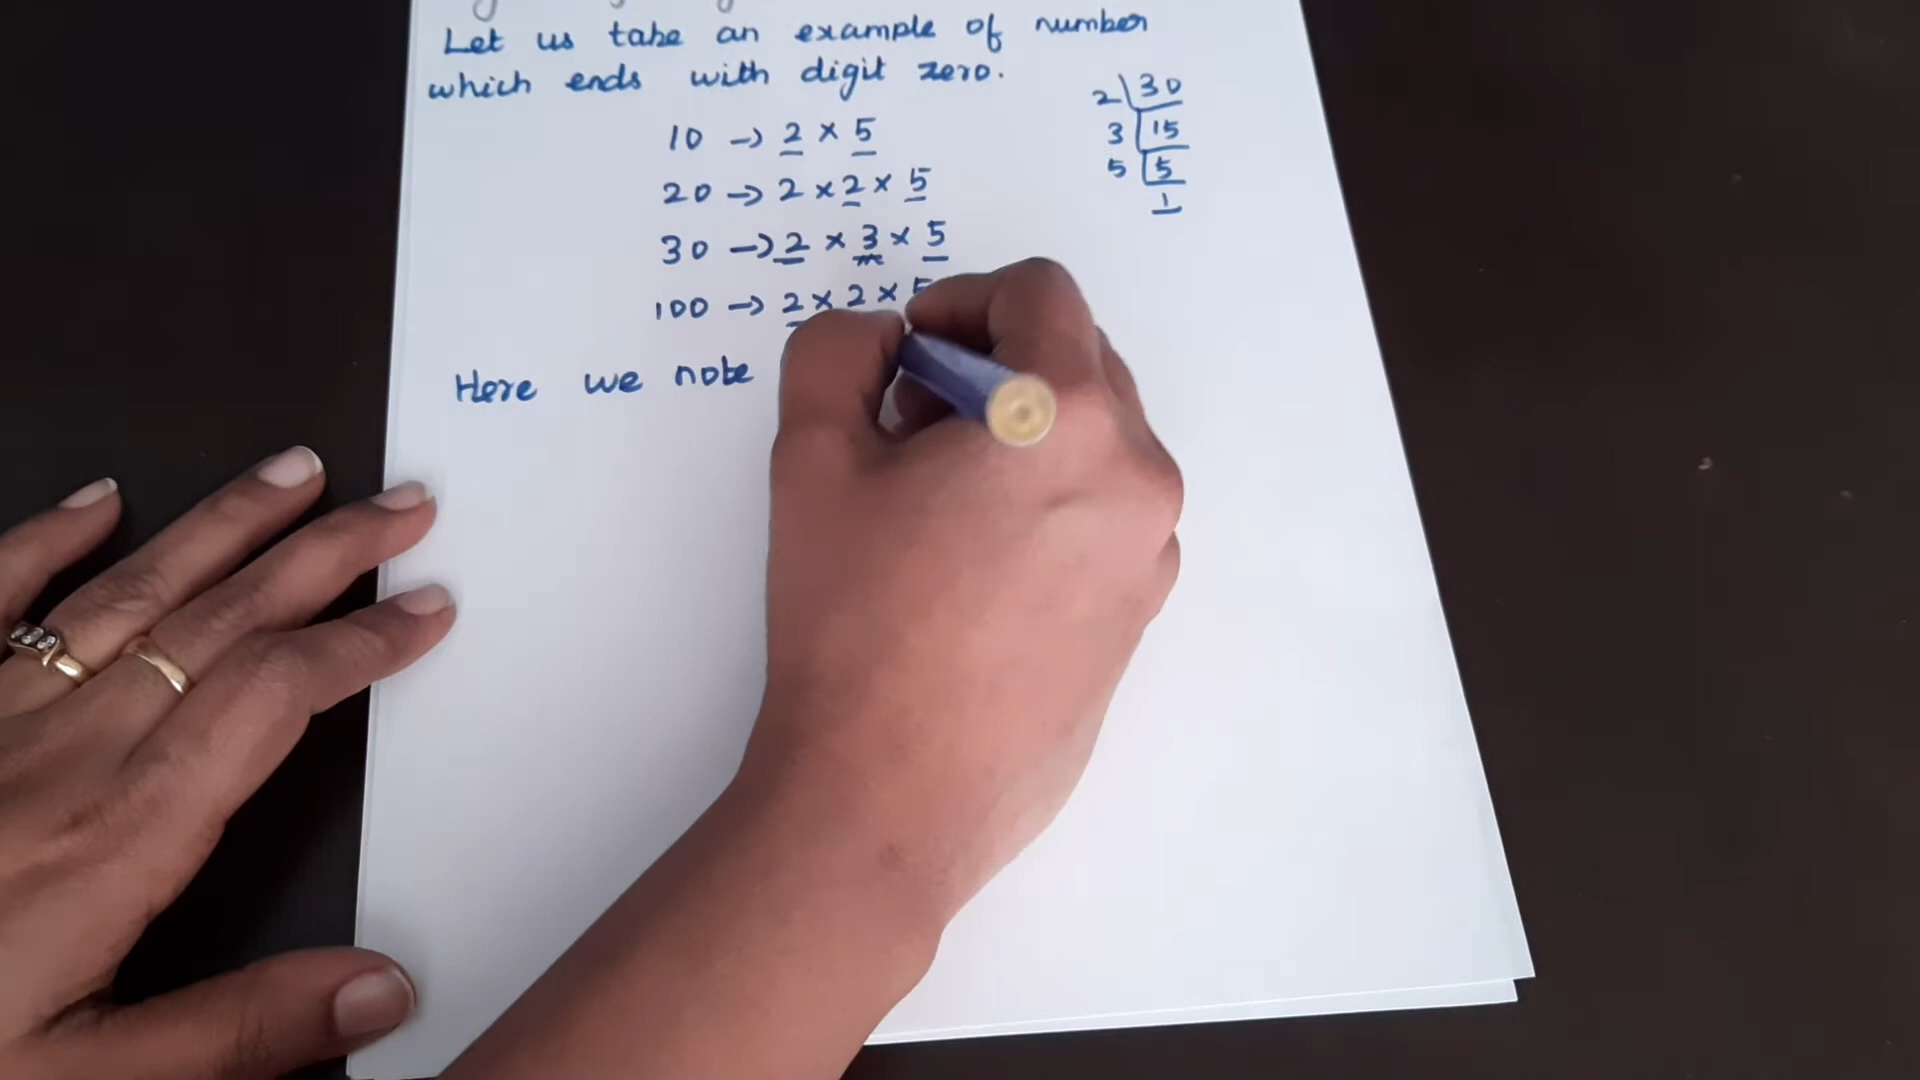 Let us take an example of number
which ends with digit zero.
10 → 2 × 5
20 → 2 × 2 × 5
30 → 2 × 3 × 5
100 → 2 × 2 × 5
Here we note
2 30
3 15
5 5
1